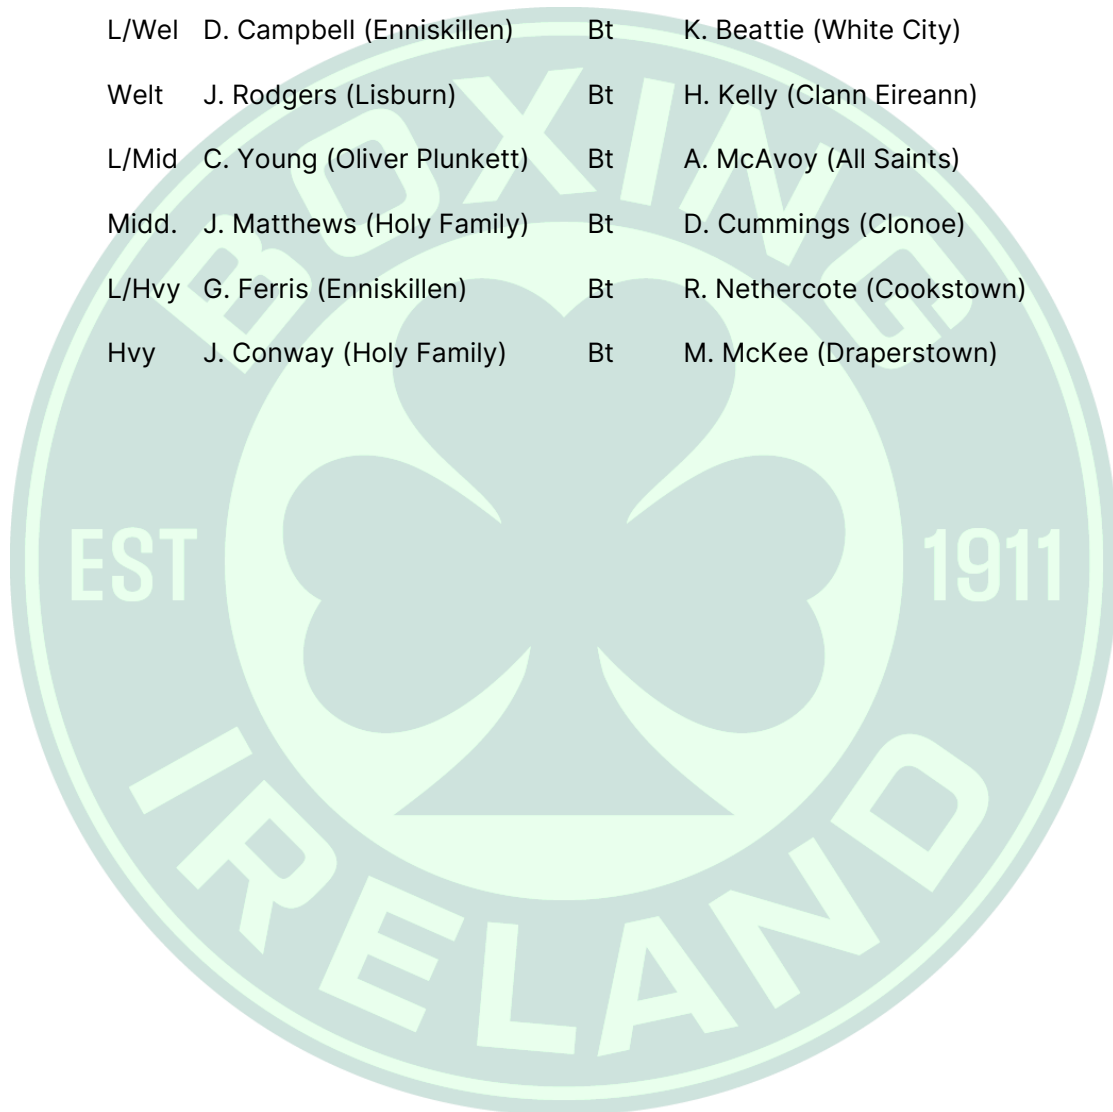 L/Wel D. Campbell (Enniskillen) Bt K. Beattie (White City)
Welt J. Rodgers (Lisburn) Bt H. Kelly (Clann Eireann)
L/Mid C. Young (Oliver Plunkett) Bt A. McAvoy (All Saints)
Midd. J. Matthews (Holy Family) Bt D. Cummings (Clonoe)
L/Hvy G. Ferris (Enniskillen) Bt R. Nethercote (Cookstown)
Hvy J. Conway (Holy Family) Bt M. McKee (Draperstown)
BOXING
EST 1911
IRELAND